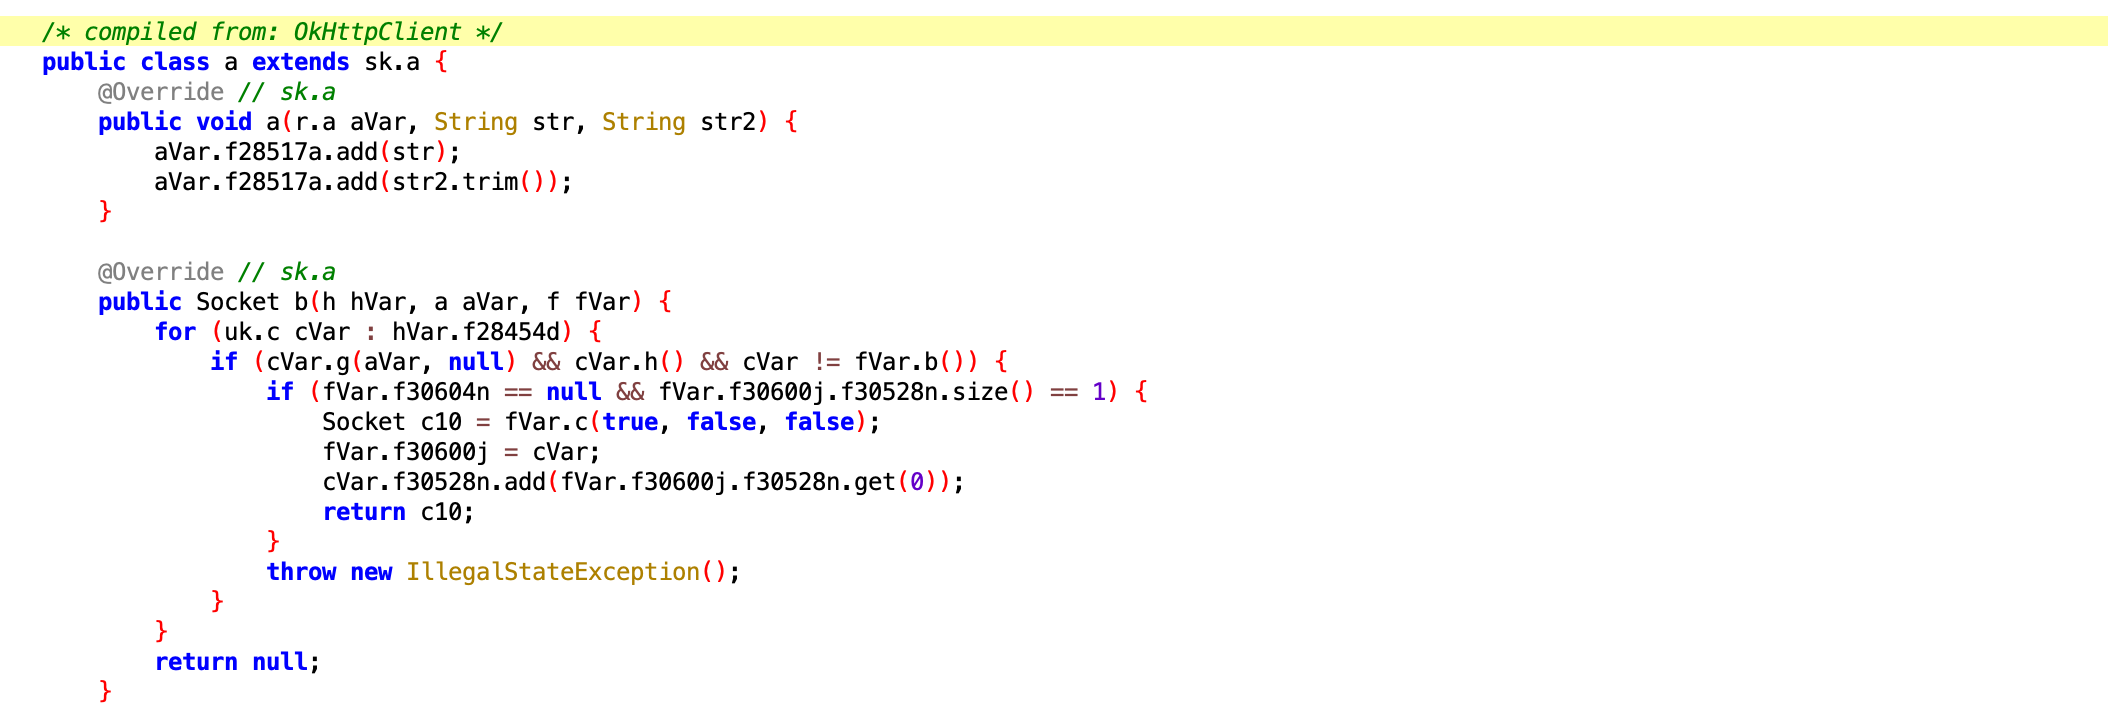 /* compiled from: OkHttpClient */
public class a extends sk.a {
    @Override // sk.a
    public void a(r.a aVar, String str, String str2) {
        aVar.f28517a.add(str);
        aVar.f28517a.add(str2.trim());
    }

    @Override // sk.a
    public Socket b(h hVar, a aVar, f fVar) {
        for (uk.c cVar : hVar.f28454d) {
            if (cVar.g(aVar, null) && cVar.h() && cVar != fVar.b()) {
                if (fVar.f30604n == null && fVar.f30600j.f30528n.size() == 1) {
                    Socket c10 = fVar.c(true, false, false);
                    fVar.f30600j = cVar;
                    cVar.f30528n.add(fVar.f30600j.f30528n.get(0));
                    return c10;
                }
                throw new IllegalStateException();
            }
        }
        return null;
    }